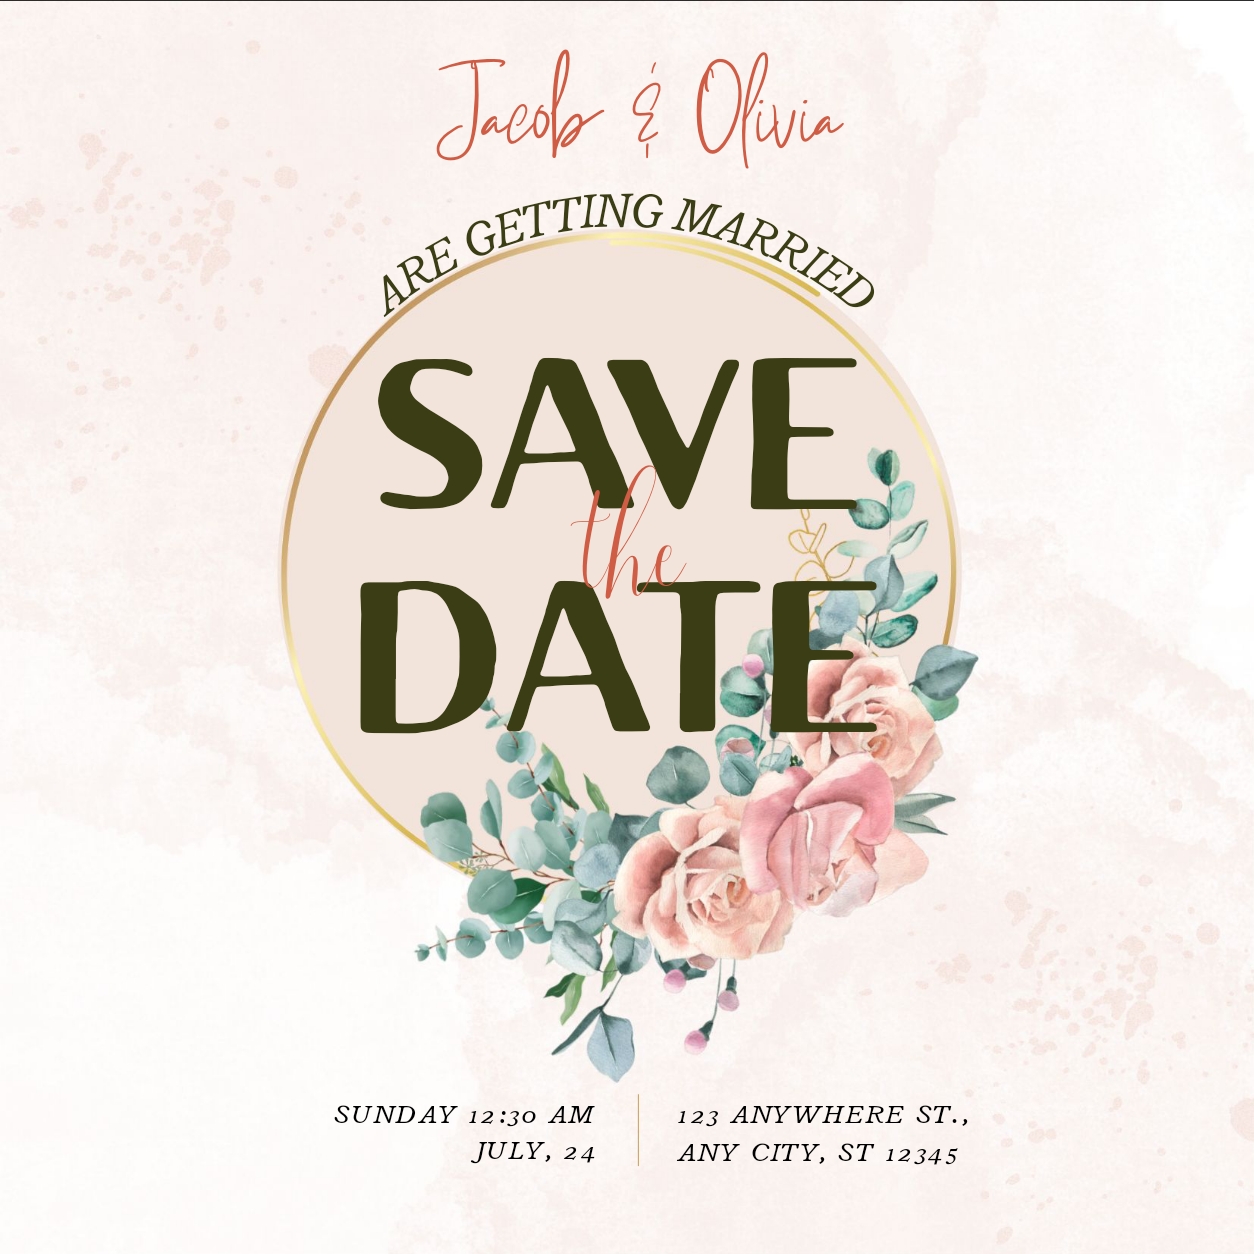 Jacob & Olivia
ARE GETTING MARRIED
SAVE
the
DATE
SUNDAY 12:30 AM
JULY, 24
123 ANYWHERE ST.,
ANY CITY, ST 12345